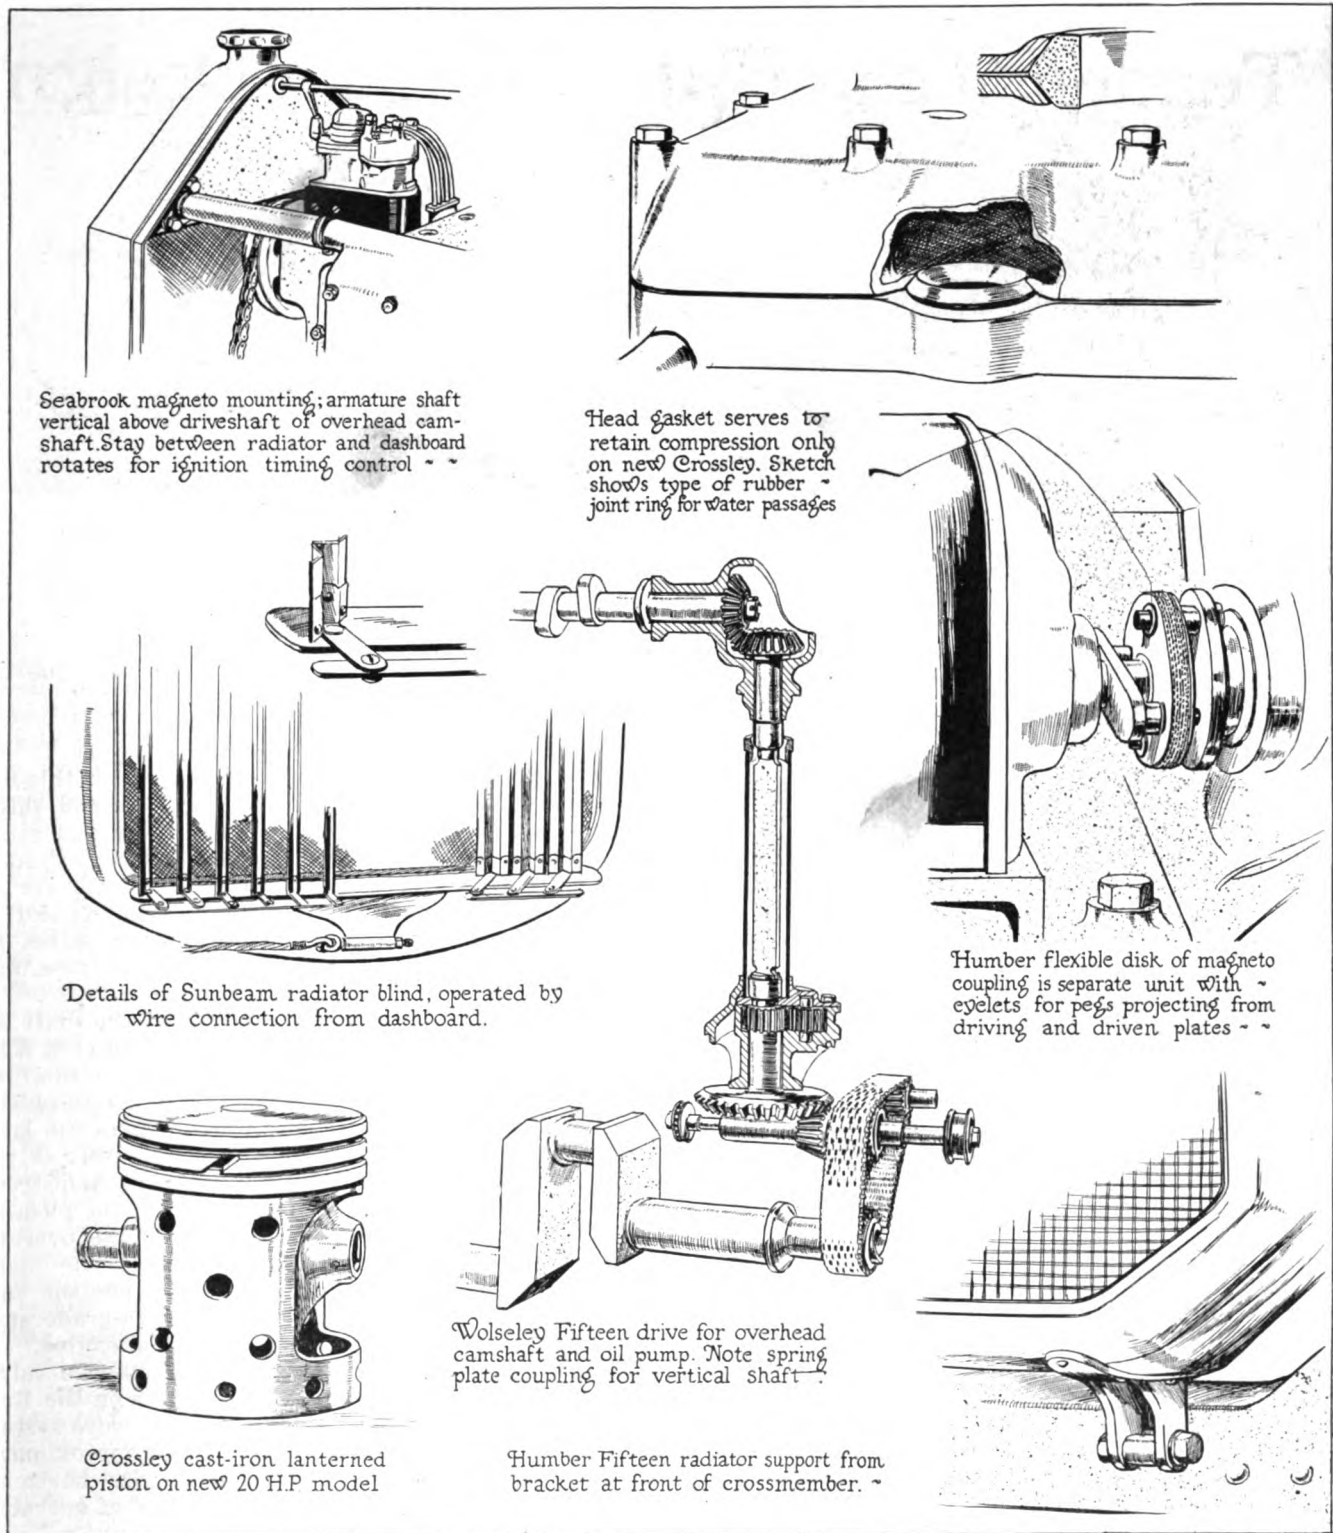 Seabrook magneto mounting; armature shaft
vertical above driveshaft of overhead cam-
shaft. Stay between radiator and dashboard
rotates for ignition timing control ~ ~
Head gasket serves to
retain compression only
on new Crossley. Sketch
shows type of rubber ~
joint ring for water passages
Humber flexible disk of magneto
coupling is separate unit with ~
eyelets for pegs projecting from
driving and driven plates ~ ~
Details of Sunbeam radiator blind, operated by
wire connection from dashboard.
Wolseley Fifteen drive for overhead
camshaft and oil pump. Note spring
plate coupling for vertical shaft ~
Crossley cast-iron lanterned
piston on new 20 H.P. model
Humber Fifteen radiator support from
bracket at front of crossmember. ~